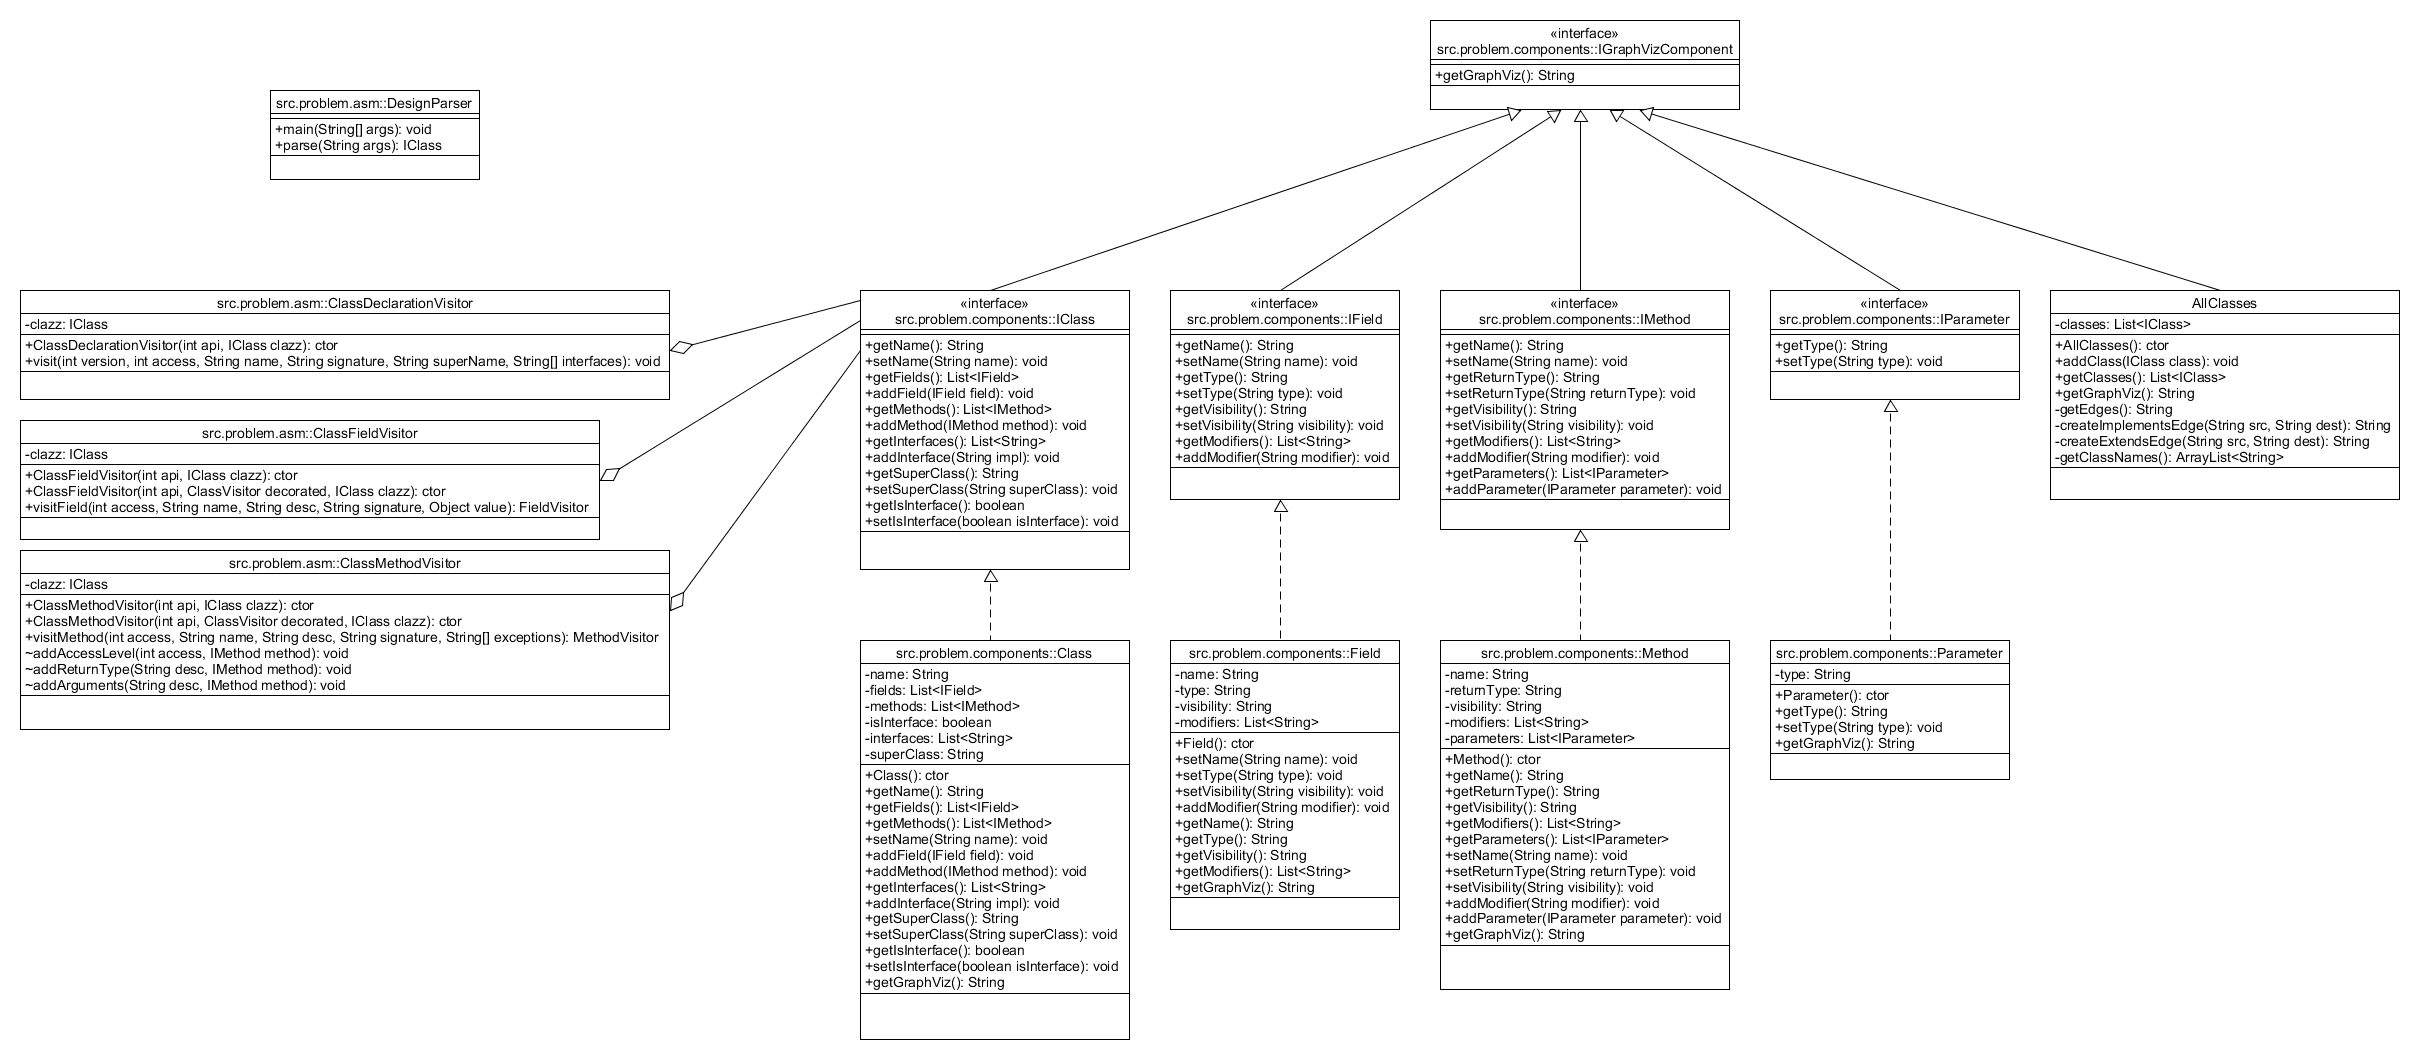 «interface»
src.problem.components::IGraphVizComponent
+getGraphViz(): String
src.problem.asm::DesignParser
+main(String[] args): void
+parse(String args): IClass
src.problem.asm::ClassDeclarationVisitor
-clazz: IClass
+ClassDeclarationVisitor(int api, IClass clazz): ctor
+visit(int version, int access, String name, String signature, String superName, String[] interfaces): void
src.problem.asm::ClassFieldVisitor
-clazz: IClass
+ClassFieldVisitor(int api, IClass clazz): ctor
+ClassFieldVisitor(int api, ClassVisitor decorated, IClass clazz): ctor
+visitField(int access, String name, String desc, String signature, Object value): FieldVisitor
src.problem.asm::ClassMethodVisitor
-clazz: IClass
+ClassMethodVisitor(int api, IClass clazz): ctor
+ClassMethodVisitor(int api, ClassVisitor decorated, IClass clazz): ctor
+visitMethod(int access, String name, String desc, String signature, String[] exceptions): MethodVisitor
~addAccessLevel(int access, IMethod method): void
~addReturnType(String desc, IMethod method): void
~addArguments(String desc, IMethod method): void
«interface»
src.problem.components::IClass
+getName(): String
+setName(String name): void
+getFields(): List<IField>
+addField(IField field): void
+getMethods(): List<IMethod>
+addMethod(IMethod method): void
+getInterfaces(): List<String>
+addInterface(String impl): void
+getSuperClass(): String
+setSuperClass(String superClass): void
+getIsInterface(): boolean
+setIsInterface(boolean isInterface): void
«interface»
src.problem.components::IField
+getName(): String
+setName(String name): void
+getType(): String
+setType(String type): void
+getVisibility(): String
+setVisibility(String visibility): void
+getModifiers(): List<String>
+addModifier(String modifier): void
«interface»
src.problem.components::IMethod
+getName(): String
+setName(String name): void
+getReturnType(): String
+setReturnType(String returnType): void
+getVisibility(): String
+setVisibility(String visibility): void
+getModifiers(): List<String>
+addModifier(String modifier): void
+getParameters(): List<IParameter>
+addParameter(IParameter parameter): void
«interface»
src.problem.components::IParameter
+getType(): String
+setType(String type): void
AllClasses
-classes: List<IClass>
+AllClasses(): ctor
+addClass(IClass class): void
+getClasses(): List<IClass>
+getGraphViz(): String
-getEdges(): String
-createImplementsEdge(String src, String dest): String
-createExtendsEdge(String src, String dest): String
-getClassNames(): ArrayList<String>
src.problem.components::Class
-name: String
-fields: List<IField>
-methods: List<IMethod>
-isInterface: boolean
-interfaces: List<String>
-superClass: String
+Class(): ctor
+getName(): String
+getFields(): List<IField>
+getMethods(): List<IMethod>
+setName(String name): void
+addField(IField field): void
+addMethod(IMethod method): void
+getInterfaces(): List<String>
+addInterface(String impl): void
+getSuperClass(): String
+setSuperClass(String superClass): void
+getIsInterface(): boolean
+setIsInterface(boolean isInterface): void
+getGraphViz(): String
src.problem.components::Field
-name: String
-type: String
-visibility: String
-modifiers: List<String>
+Field(): ctor
+setName(String name): void
+setType(String type): void
+setVisibility(String visibility): void
+addModifier(String modifier): void
+getName(): String
+getType(): String
+getVisibility(): String
+getModifiers(): List<String>
+getGraphViz(): String
src.problem.components::Method
-name: String
-returnType: String
-visibility: String
-modifiers: List<String>
-parameters: List<IParameter>
+Method(): ctor
+getName(): String
+getReturnType(): String
+getVisibility(): String
+getModifiers(): List<String>
+getParameters(): List<IParameter>
+setName(String name): void
+setReturnType(String returnType): void
+setVisibility(String visibility): void
+addModifier(String modifier): void
+addParameter(IParameter parameter): void
+getGraphViz(): String
src.problem.components::Parameter
-type: String
+Parameter(): ctor
+getType(): String
+setType(String type): void
+getGraphViz(): String